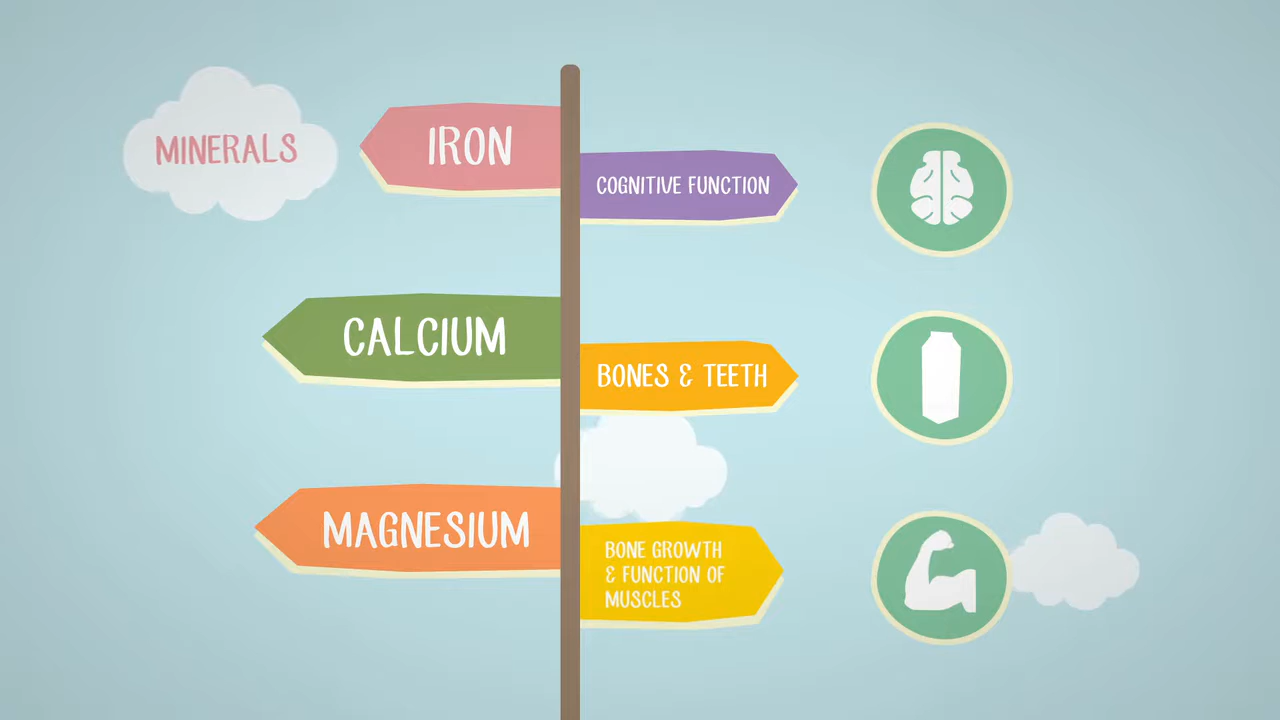 MINERALS
IRON
COGNITIVE FUNCTION
CALCIUM
BONES & TEETH
MAGNESIUM
BONE GROWTH
& FUNCTION OF
MUSCLES